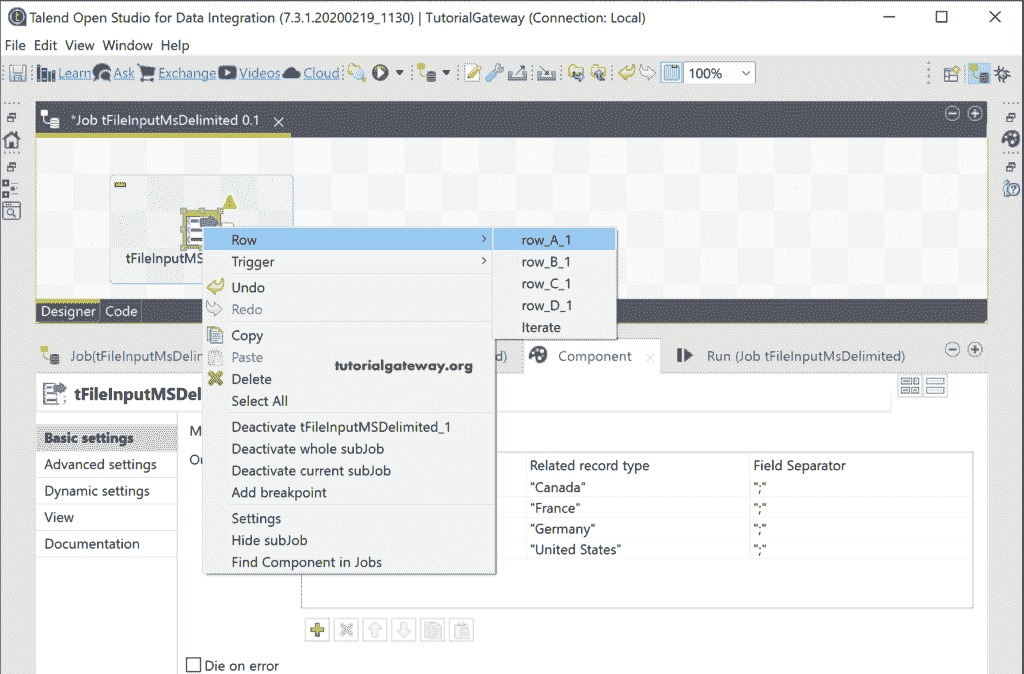 Talend Open Studio for Data Integration (7.3.1.20200219_1130) | TutorialGateway (Connection: Local)
File Edit View Window Help
Learn Ask Exchange Videos Cloud 100%
*Job tFileInputMsDelimited 0.1
tFileInputMS
Row
Trigger
Undo
Redo
Copy
Paste
Delete
Select All
Deactivate tFileInputMSDelimited_1
Deactivate whole subJob
Deactivate current subJob
Add breakpoint
Settings
Hide subJob
Find Component in Jobs
row_A_1
row_B_1
row_C_1
row_D_1
Iterate
tutorialgateway.org
Designer Code
Job(tFileInputMsDelin d) Component Run (Job tFileInputMsDelimited)
tFileInputMSDel
Basic settings
Advanced settings
Dynamic settings
View
Documentation
M
Ou
Related record type Field Separator
"Canada" ";"
"France" ";"
"Germany" ";"
"United States" ";"
Die on error